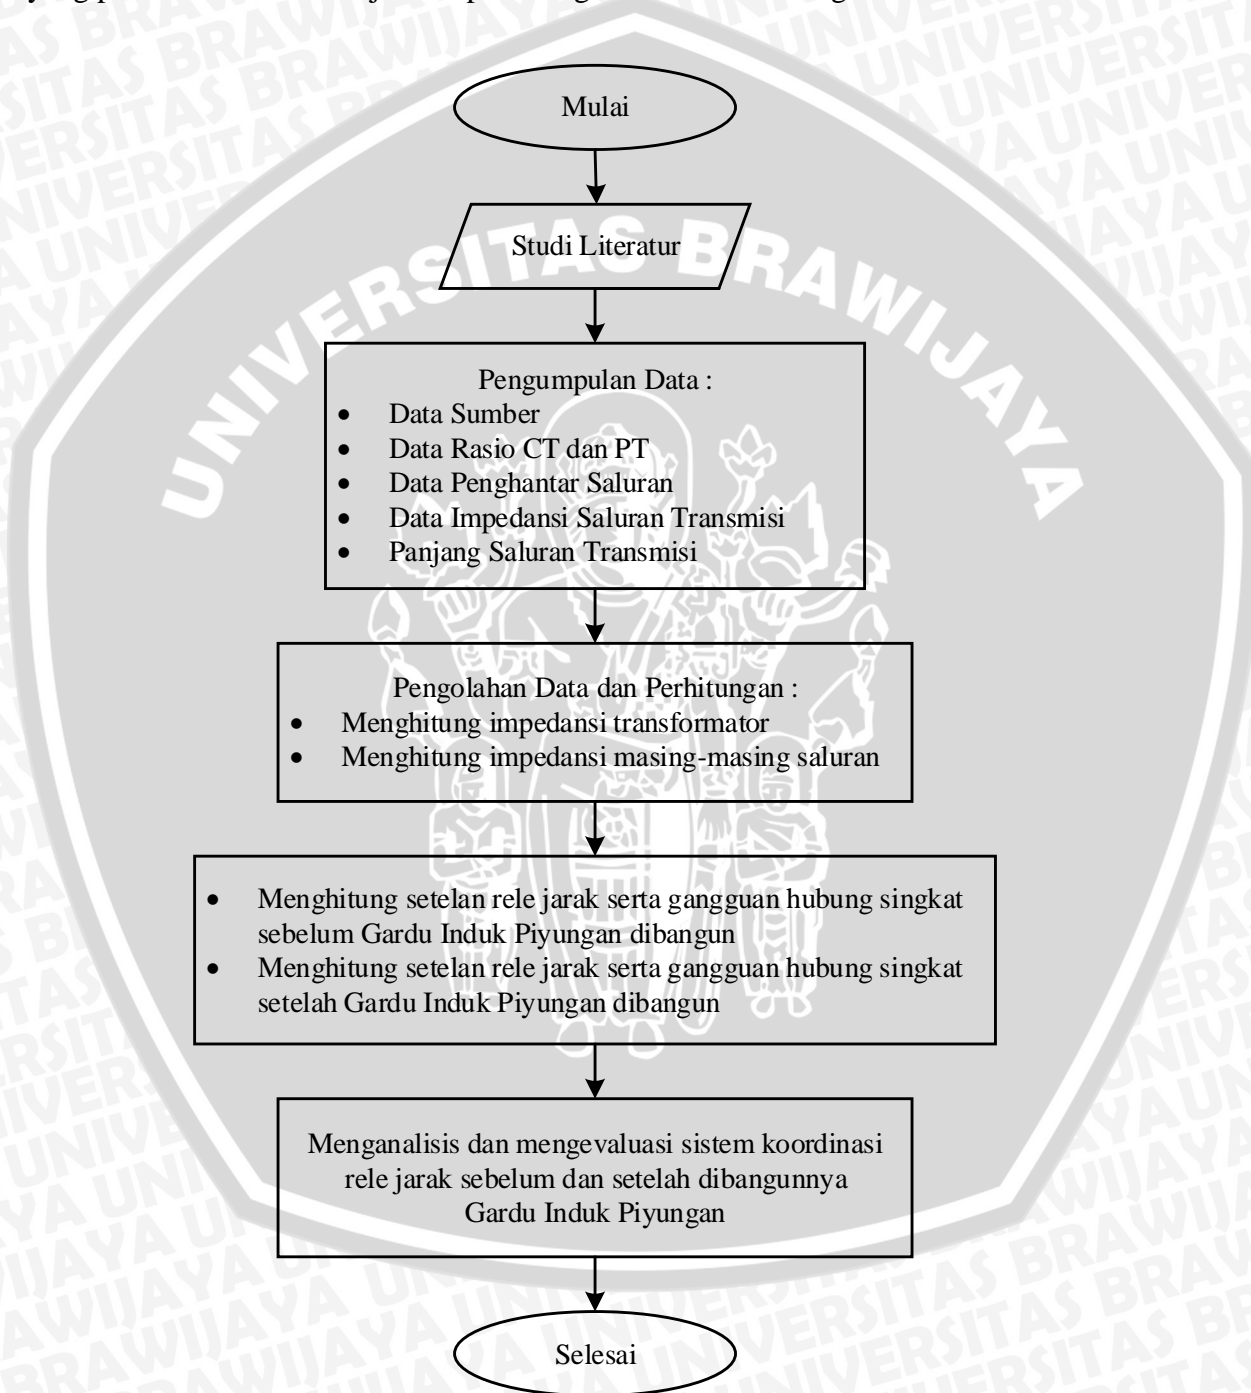 Mulai
Studi Literatur
UNIVERSITAS BRAWIJAYA
Pengumpulan Data :
• Data Sumber
• Data Rasio CT dan PT
• Data Penghantar Saluran
• Data Impedansi Saluran Transmisi
• Panjang Saluran Transmisi
Pengolahan Data dan Perhitungan :
• Menghitung impedansi transformator
• Menghitung impedansi masing-masing saluran
• Menghitung setelan rele jarak serta gangguan hubung singkat
sebelum Gardu Induk Piyungan dibangun
• Menghitung setelan rele jarak serta gangguan hubung singkat
setelah Gardu Induk Piyungan dibangun
Menganalisis dan mengevaluasi sistem koordinasi
rele jarak sebelum dan setelah dibangunnya
Gardu Induk Piyungan
Selesai